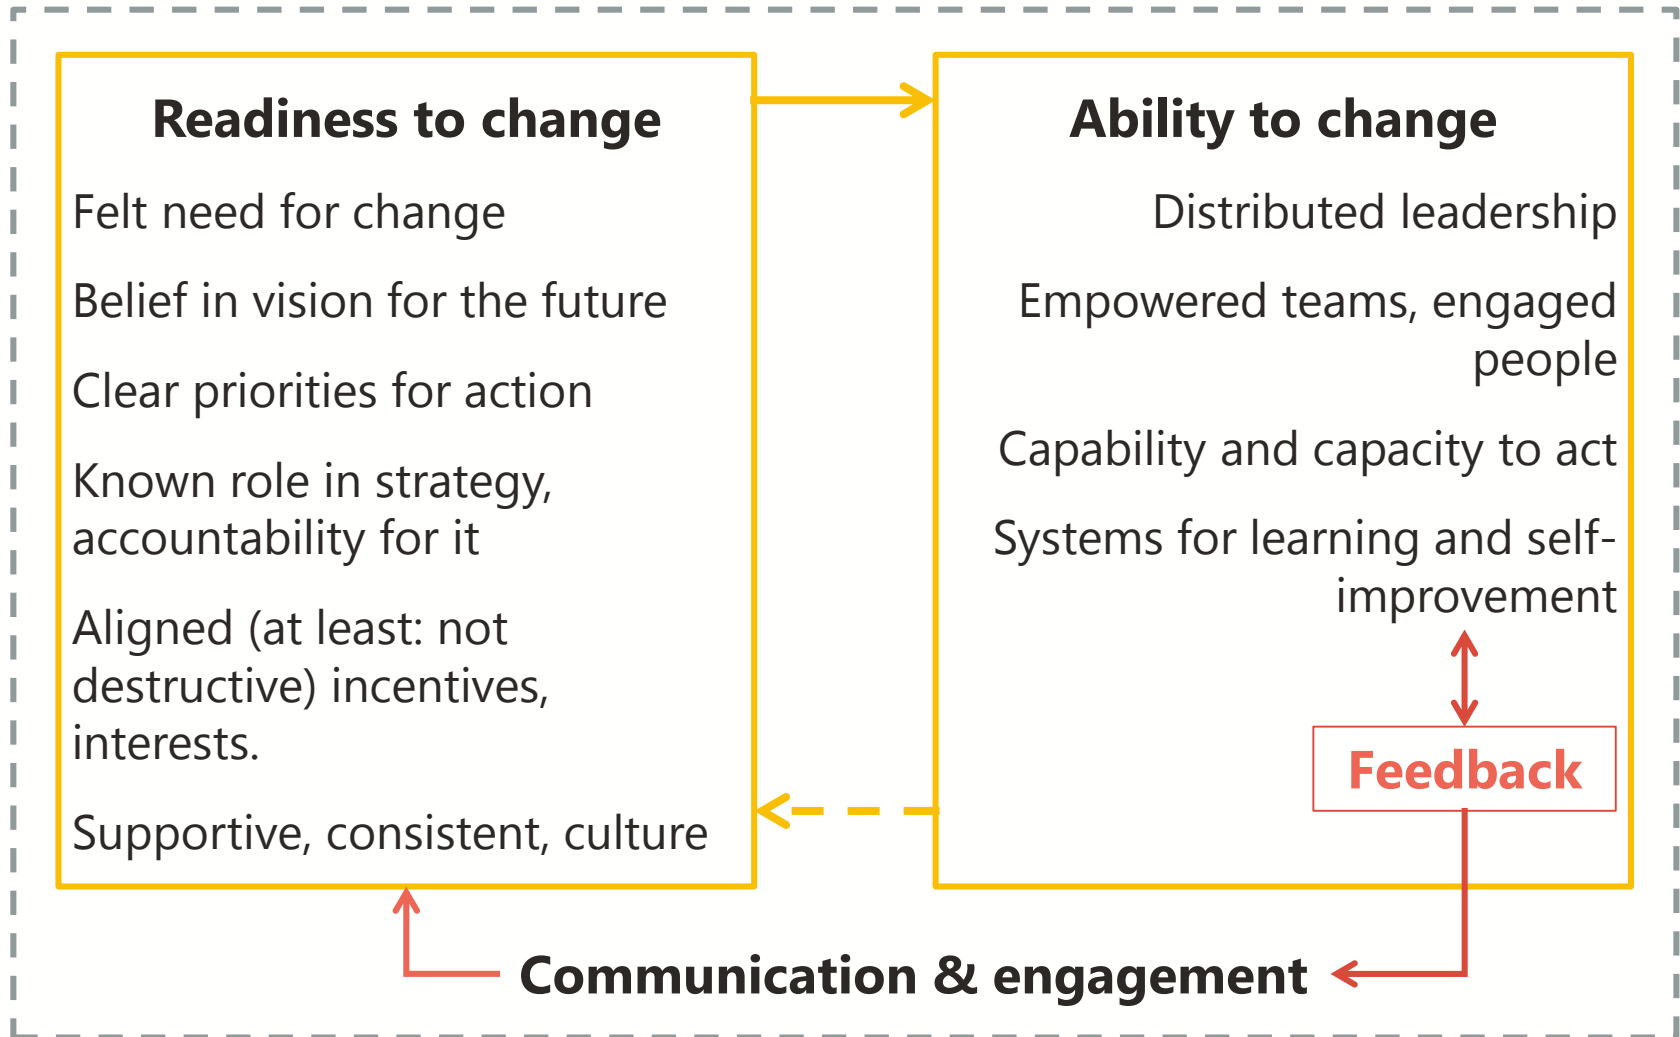 Readiness to change
Felt need for change
Belief in vision for the future
Clear priorities for action
Known role in strategy,
accountability for it
Aligned (at least: not
destructive) incentives,
interests.
Supportive, consistent, culture
Ability to change
Distributed leadership
Empowered teams, engaged
people
Capability and capacity to act
Systems for learning and self-
improvement
Feedback
Communication & engagement